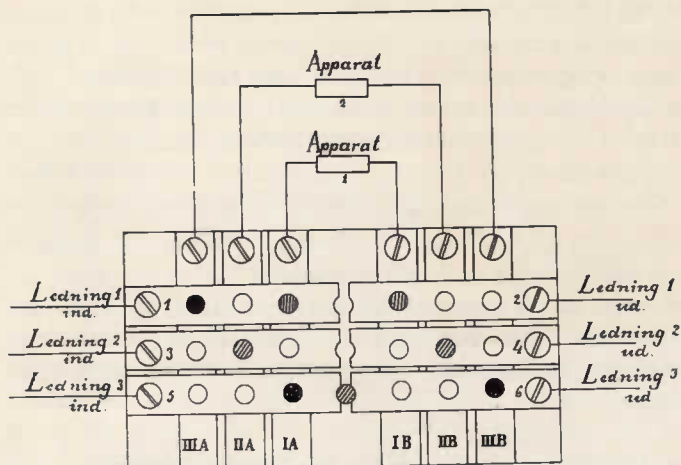 Apparat
2
Apparat
1
Ledning 1
ind.
1
2
Ledning 1
ud.
Ledning 2
ind
3
4
Ledning 2
ud.
Ledning 3
ind.
5
6
Ledning 3
ud
IIIA IIA IA IB IIB IIIB